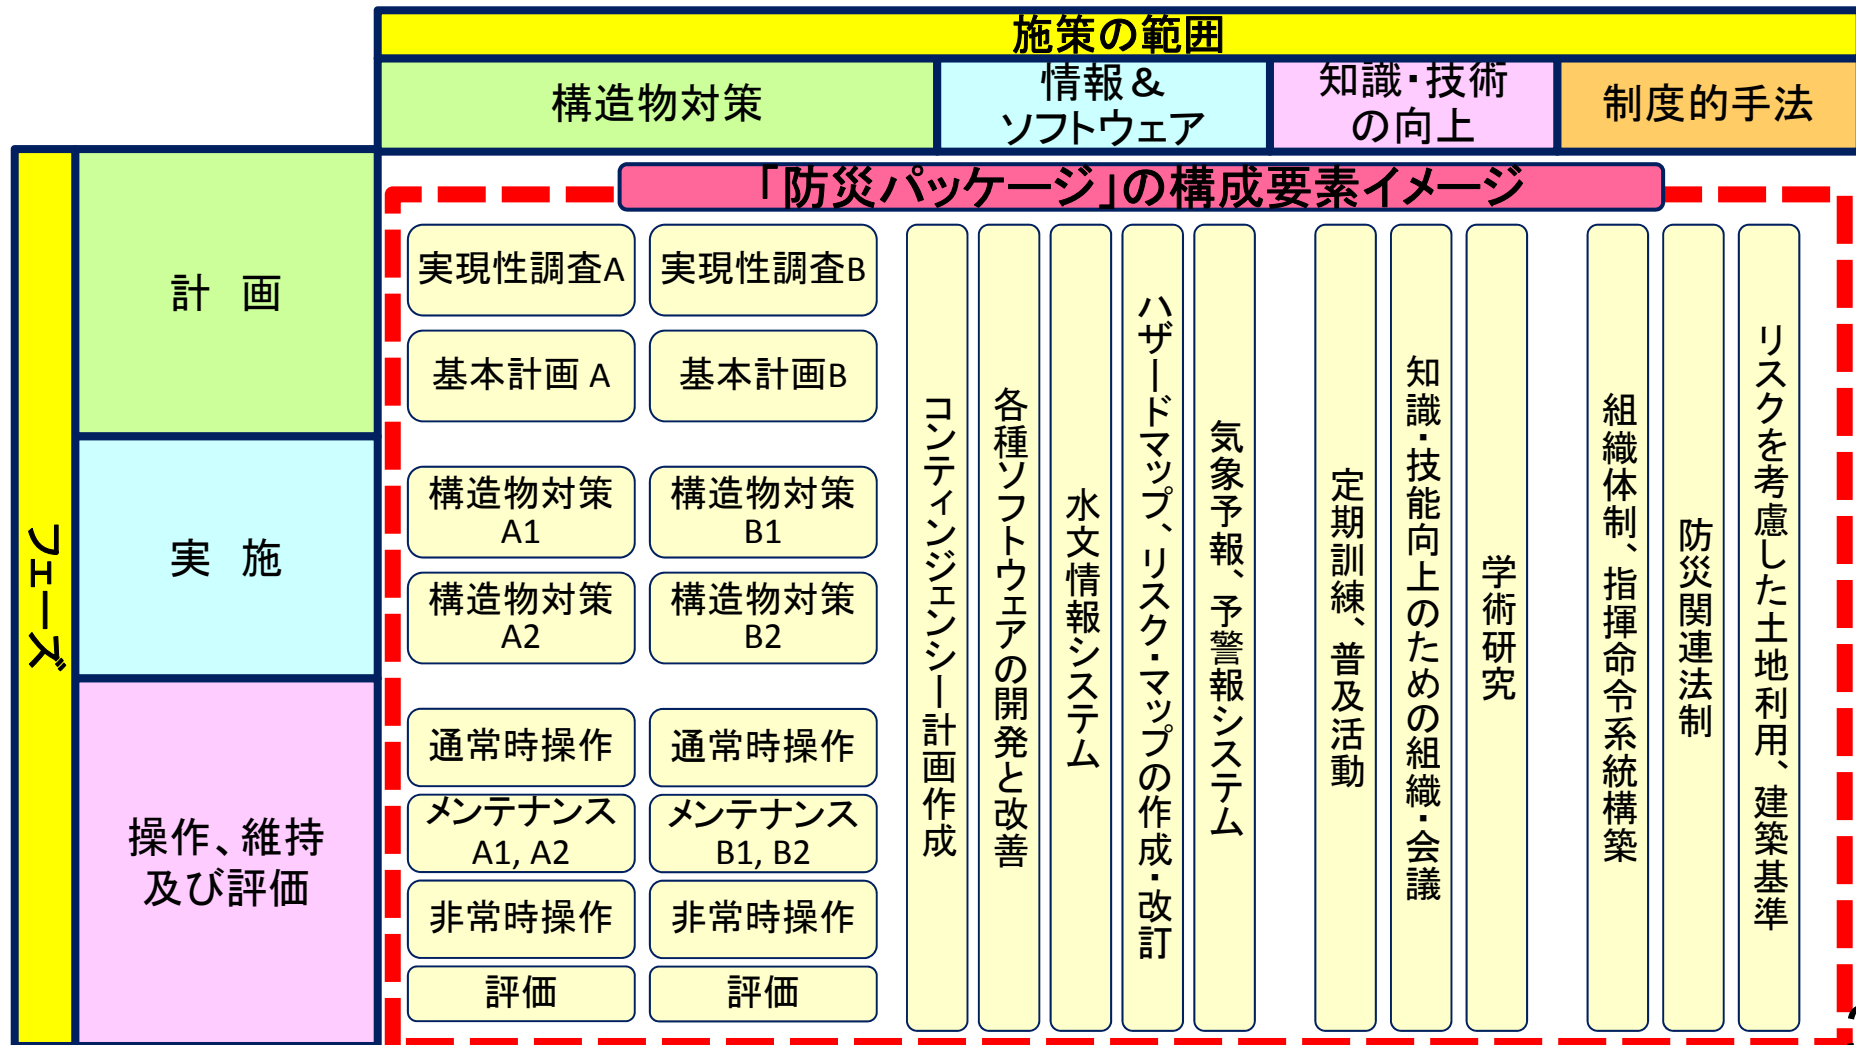 施策の範囲
構造物対策
情報＆
ソフトウェア
知識・技術
の向上
制度的手法
「防災パッケージ」の構成要素イメージ
フェーズ
計　画
実　施
操作、維持
及び評価
実現性調査A
実現性調査B
基本計画 A
基本計画B
構造物対策
A1
構造物対策
B1
構造物対策
A2
構造物対策
B2
通常時操作
通常時操作
メンテナンス
A1, A2
メンテナンス
B1, B2
非常時操作
非常時操作
評価
評価
コンティンジェンシー計画作成
各種ソフトウエアの開発と改善
水文情報システム
ハザードマップ、リスク・マップの作成・改訂
気象予報、予警報システム
定期訓練、普及活動
知識・技能向上のための組織・会議
学術研究
組織体制、指揮命令系統構築
防災関連法制
リスクを考慮した土地利用、建築基準